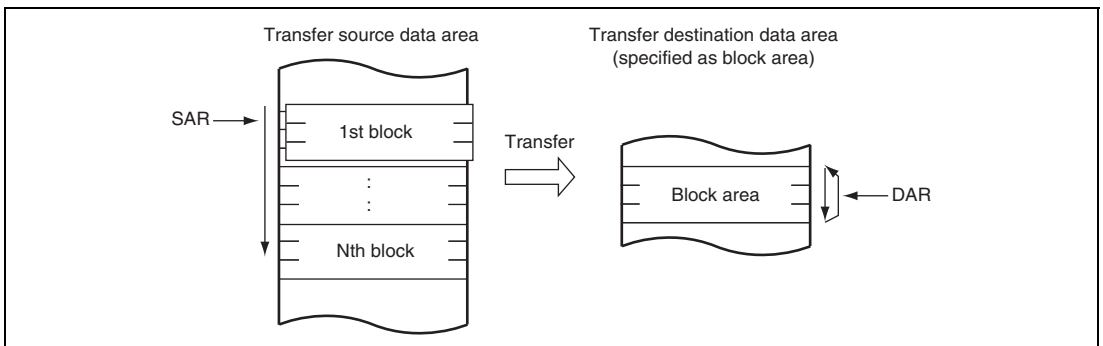 Transfer source data area
Transfer destination data area
(specified as block area)
SAR
1st block
Transfer
:
:
Block area
DAR
Nth block